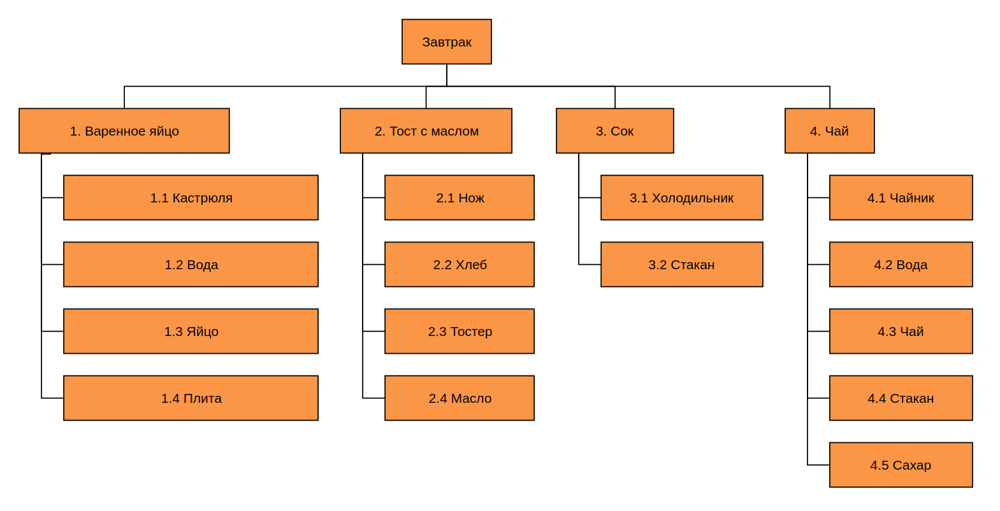 Завтрак
1. Варенное яйцо
2. Тост с маслом
3. Сок
4. Чай
1.1 Кастрюля
2.1 Нож
3.1 Холодильник
4.1 Чайник
1.2 Вода
2.2 Хлеб
3.2 Стакан
4.2 Вода
1.3 Яйцо
2.3 Тостер
4.3 Чай
1.4 Плита
2.4 Масло
4.4 Стакан
4.5 Сахар